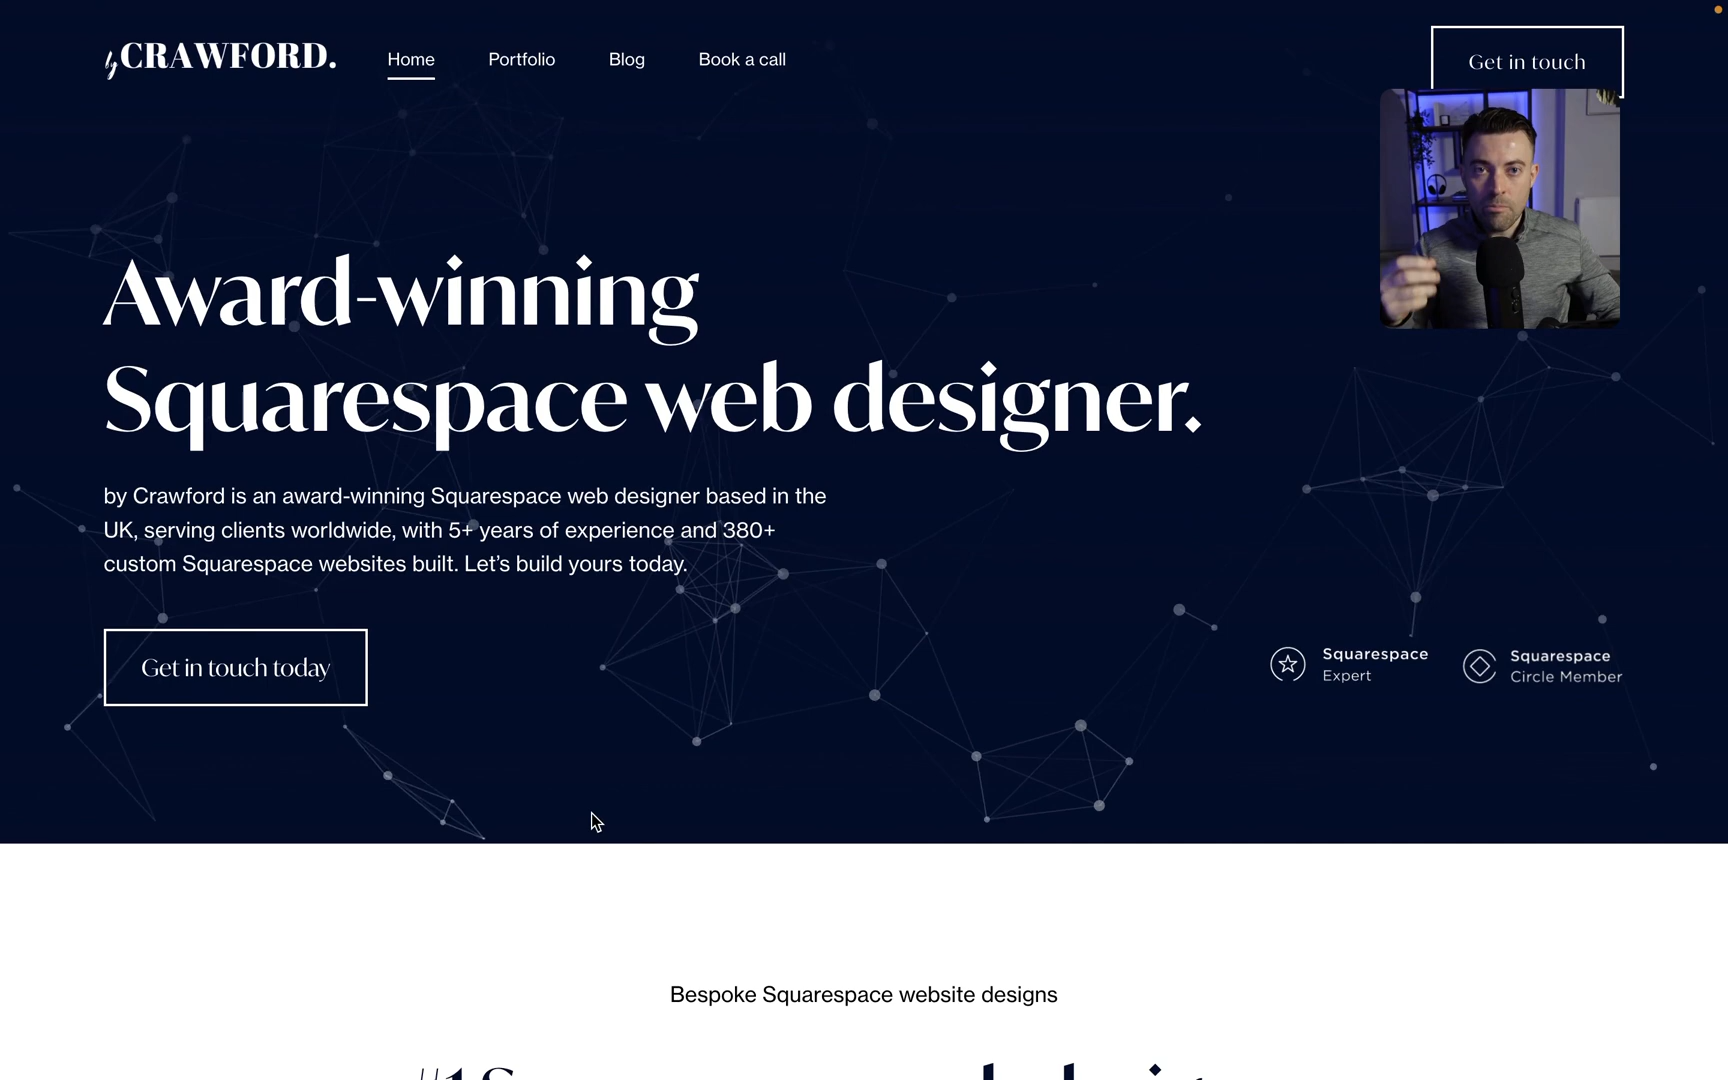 by CRAWFORD.
Home
Portfolio
Blog
Book a call
Get in touch
Award-winning
Squarespace web designer.
by Crawford is an award-winning Squarespace web designer based in the
UK, serving clients worldwide, with 5+ years of experience and 380+
custom Squarespace websites built. Let’s build yours today.
Get in touch today
Squarespace
Expert
Squarespace
Circle Member
Bespoke Squarespace website designs